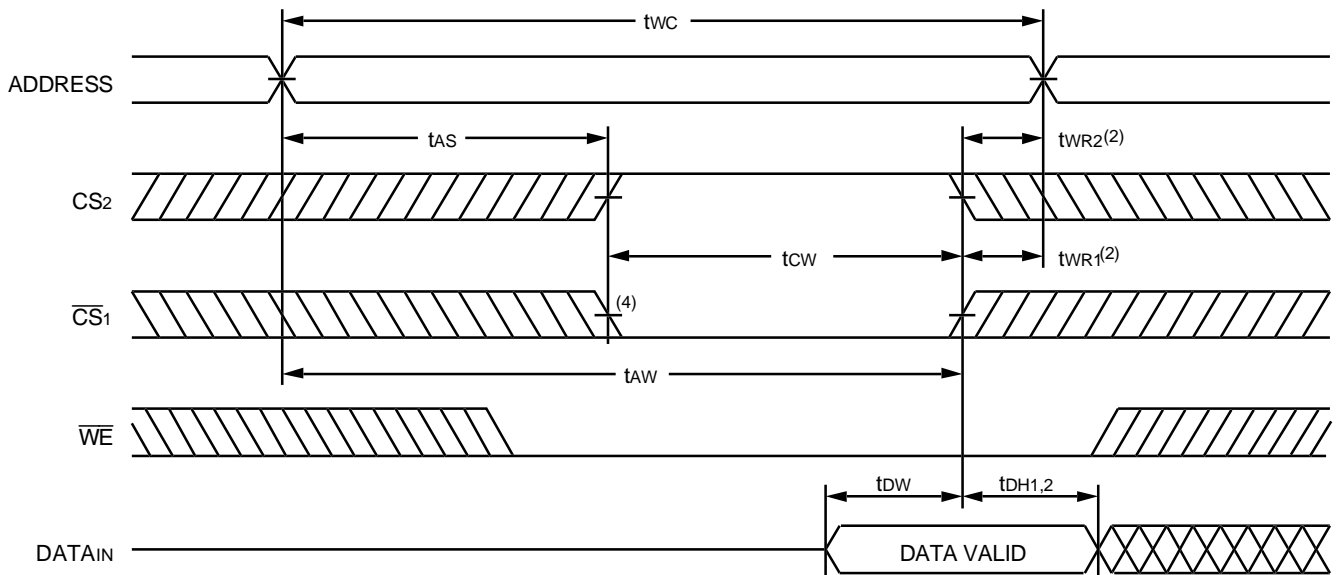 tWC
ADDRESS
tAS
tWR2(2)
CS2
tCW
tWR1(2)
CS1
(4)
tAW
WE
tDW
tDH1,2
DATAIN
DATA VALID